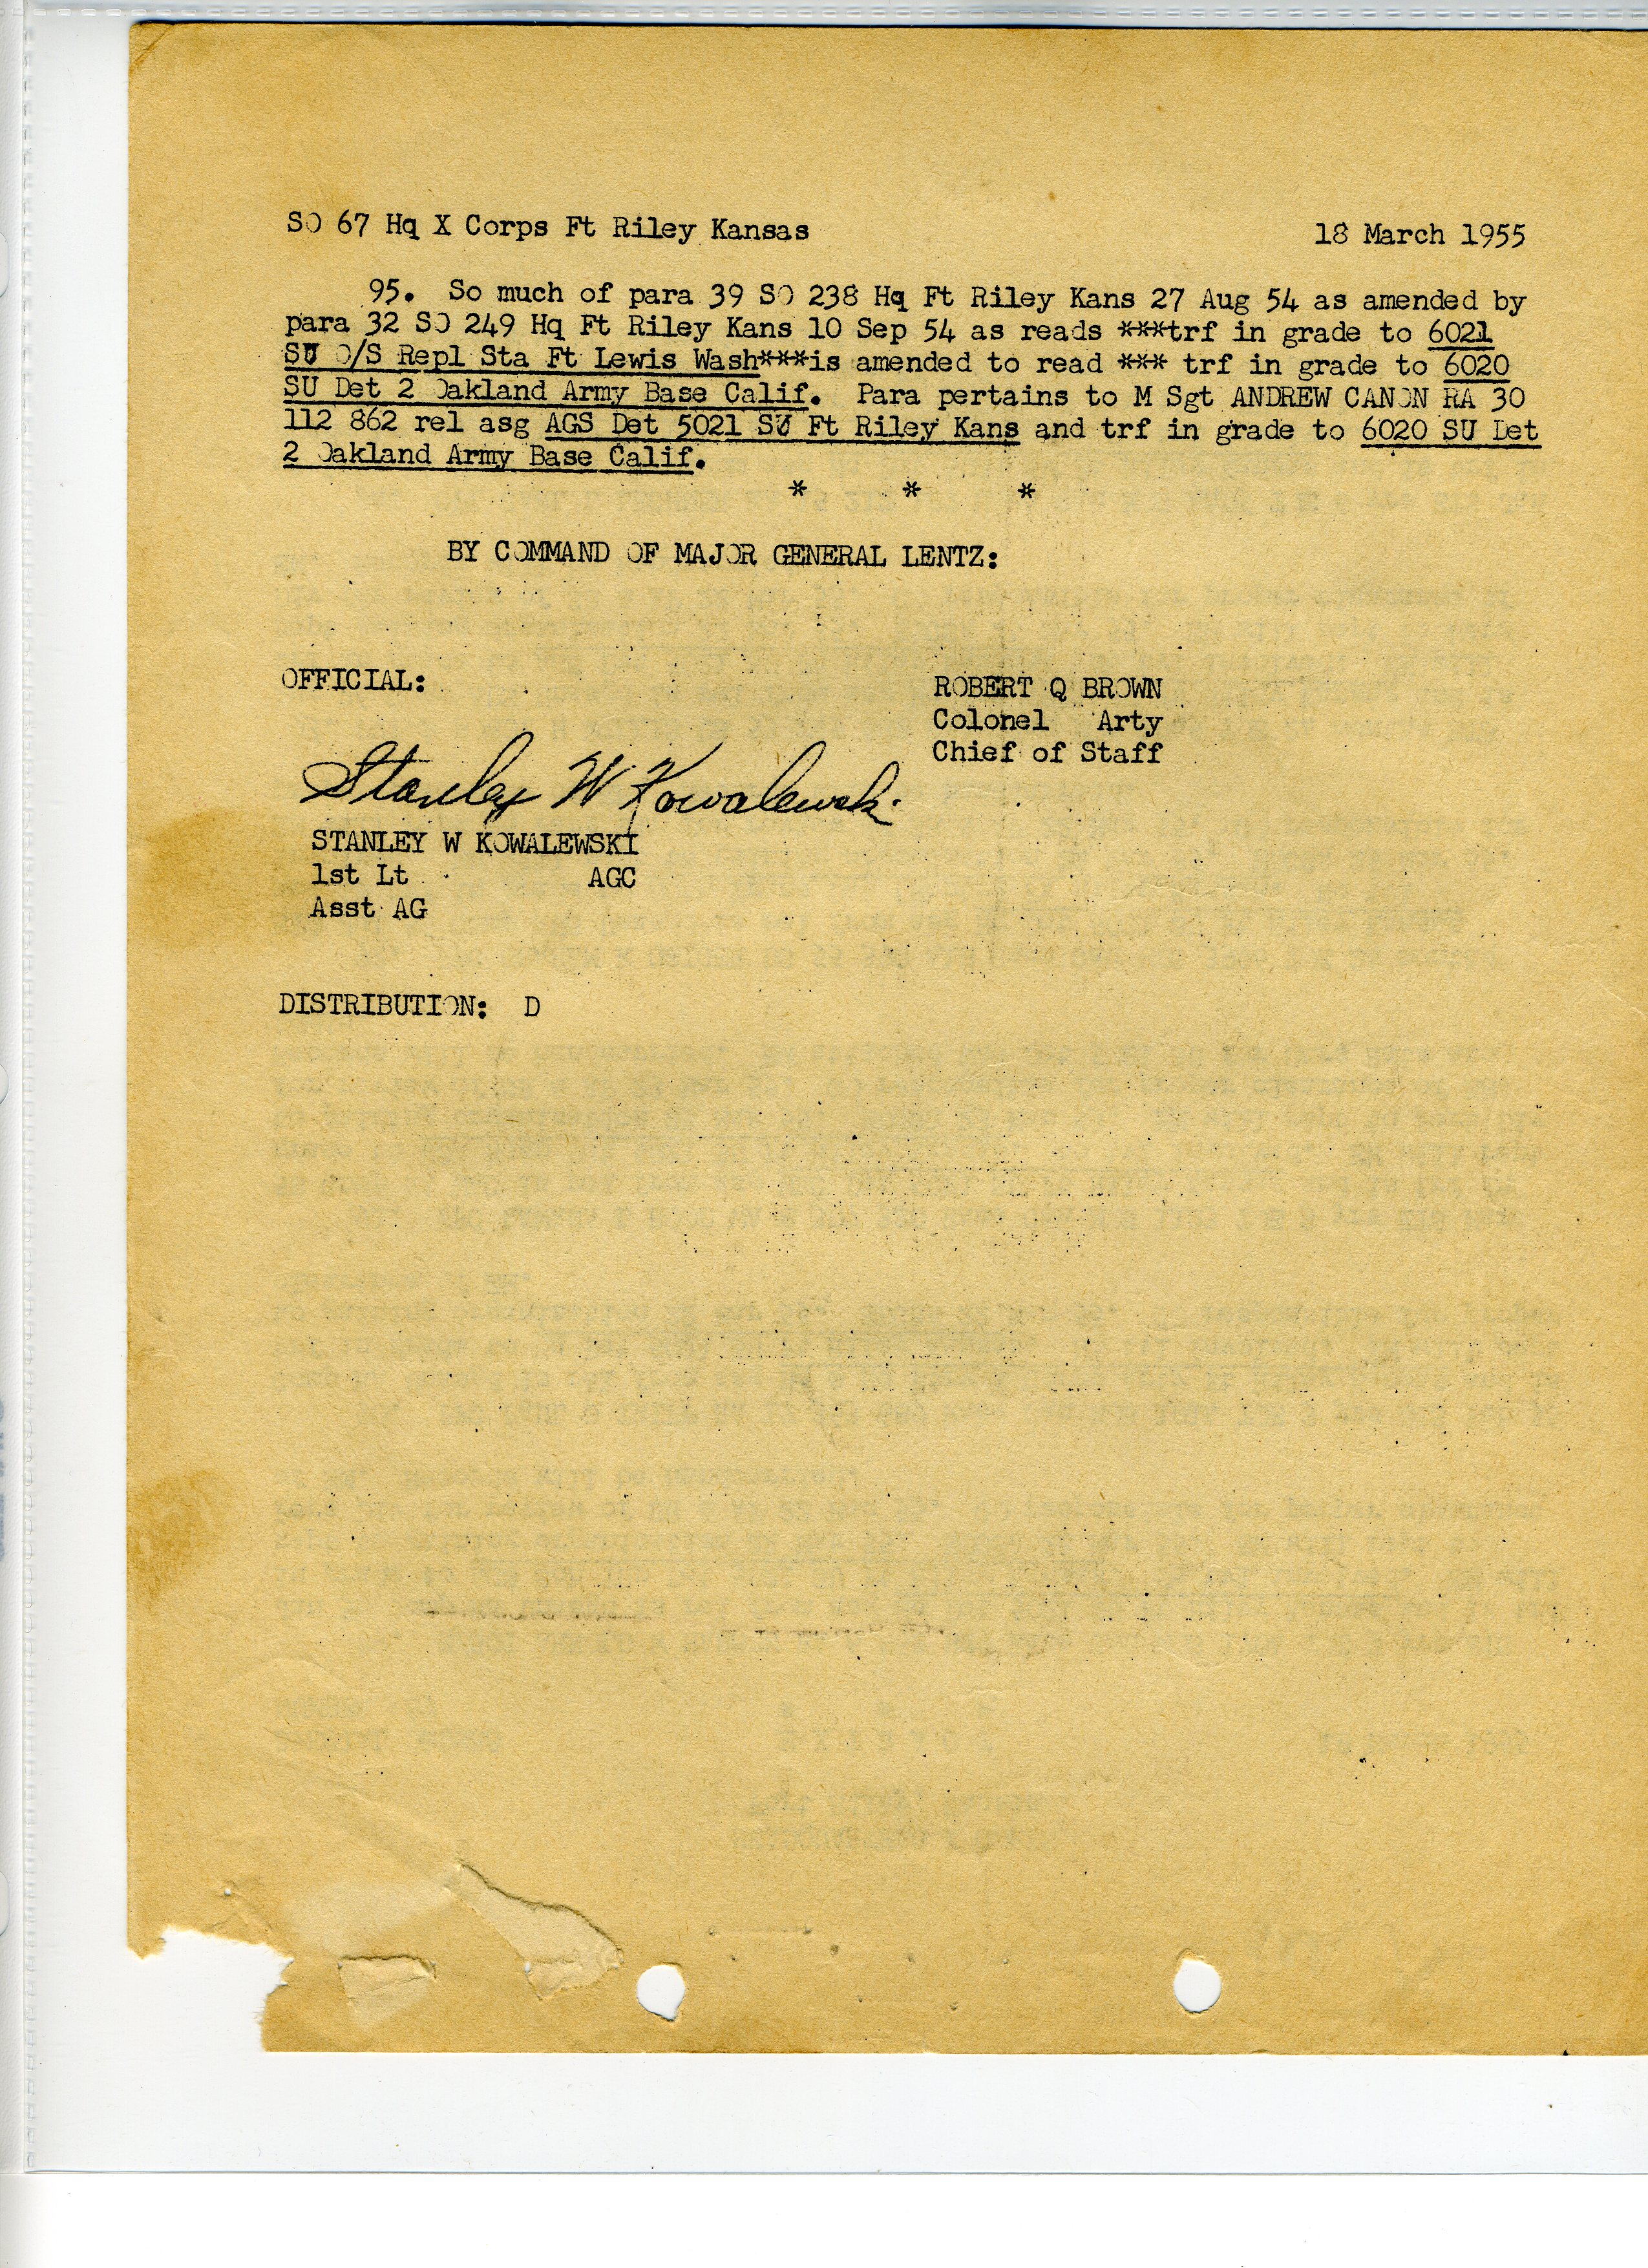 SO 67 Hq X Corps Ft Riley Kansas 18 March 1955
95. So much of para 39 SO 238 Hq Ft Riley Kans 27 Aug 54 as amended by
para 32 SO 249 Hq Ft Riley Kans 10 Sep 54 as reads ***trf in grade to 6021
SU O/S Repl Sta Ft Lewis Wash***is amended to read *** trf in grade to 6020
SU Det 2 Oakland Army Base Calif. Para pertains to M Sgt ANDREW CANON RA 30
112 862 rel asg AGS Det 5021 SU Ft Riley Kans and trf in grade to 6020 SU Det
2 Oakland Army Base Calif.
* * *
BY COMMAND OF MAJOR GENERAL LENTZ:
OFFICIAL:
ROBERT Q BROWN
Colonel Arty
Chief of Staff
Stanley W Kowalewski
STANLEY W KOWALEWSKI
1st Lt AGC
Asst AG
DISTRIBUTION: D